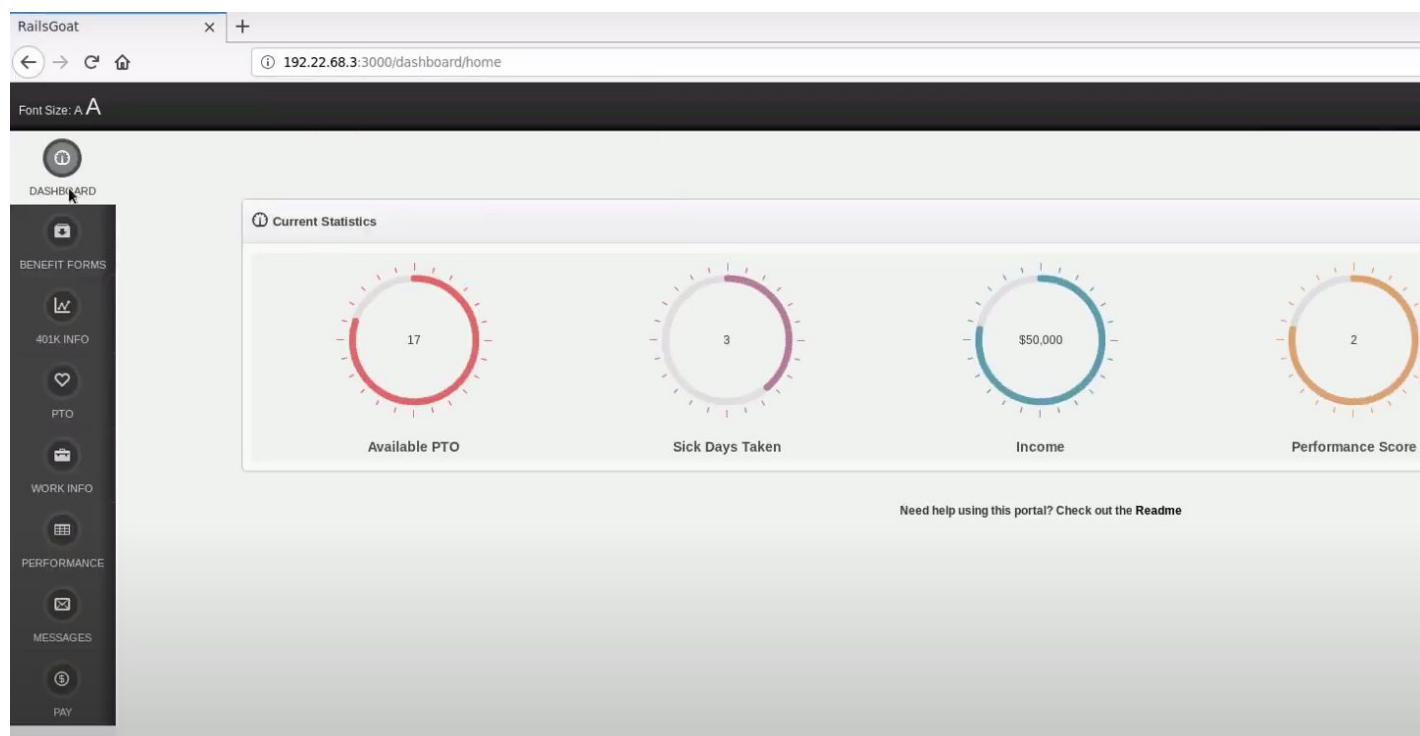 RailsGoat
192.22.68.3:3000/dashboard/home
Font Size: A A
DASHBOARD
BENEFIT FORMS
401K INFO
PTO
WORK INFO
PERFORMANCE
MESSAGES
PAY
Current Statistics
17
3
$50,000
2
Available PTO
Sick Days Taken
Income
Performance Score
Need help using this portal? Check out the Readme